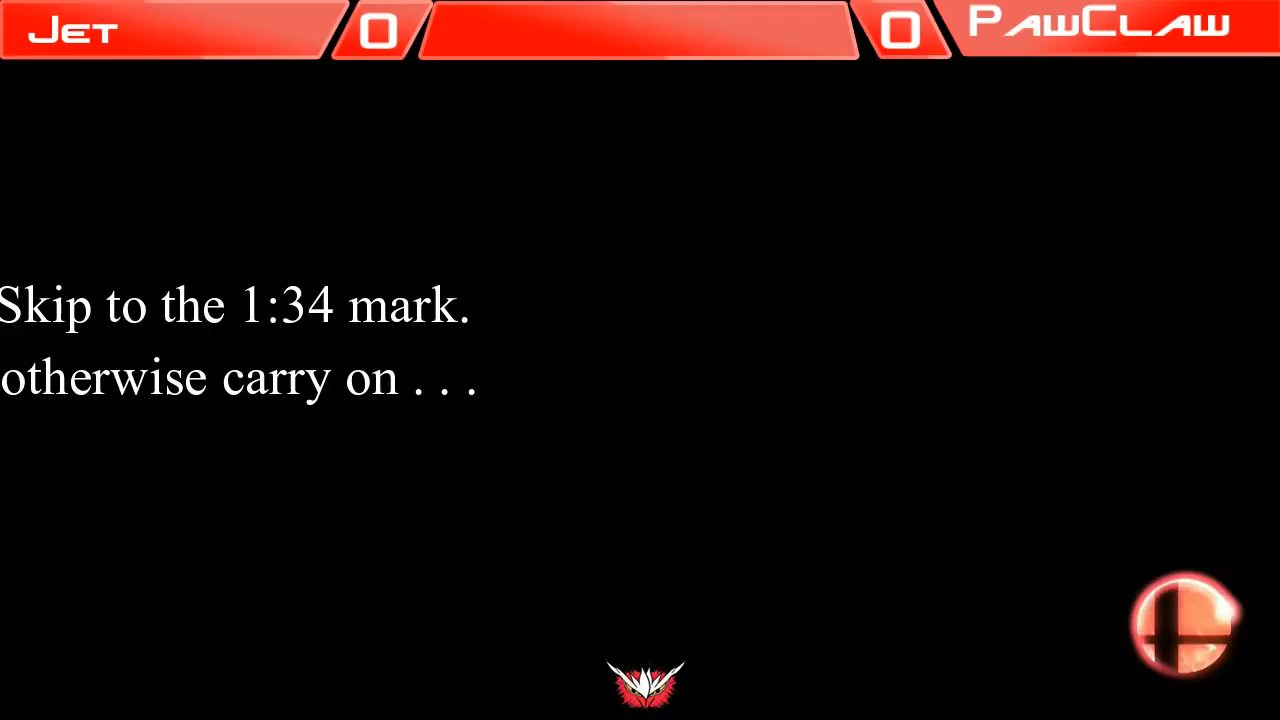 Jet 0 0 PawClaw
Skip to the 1:34 mark.
otherwise carry on . . .